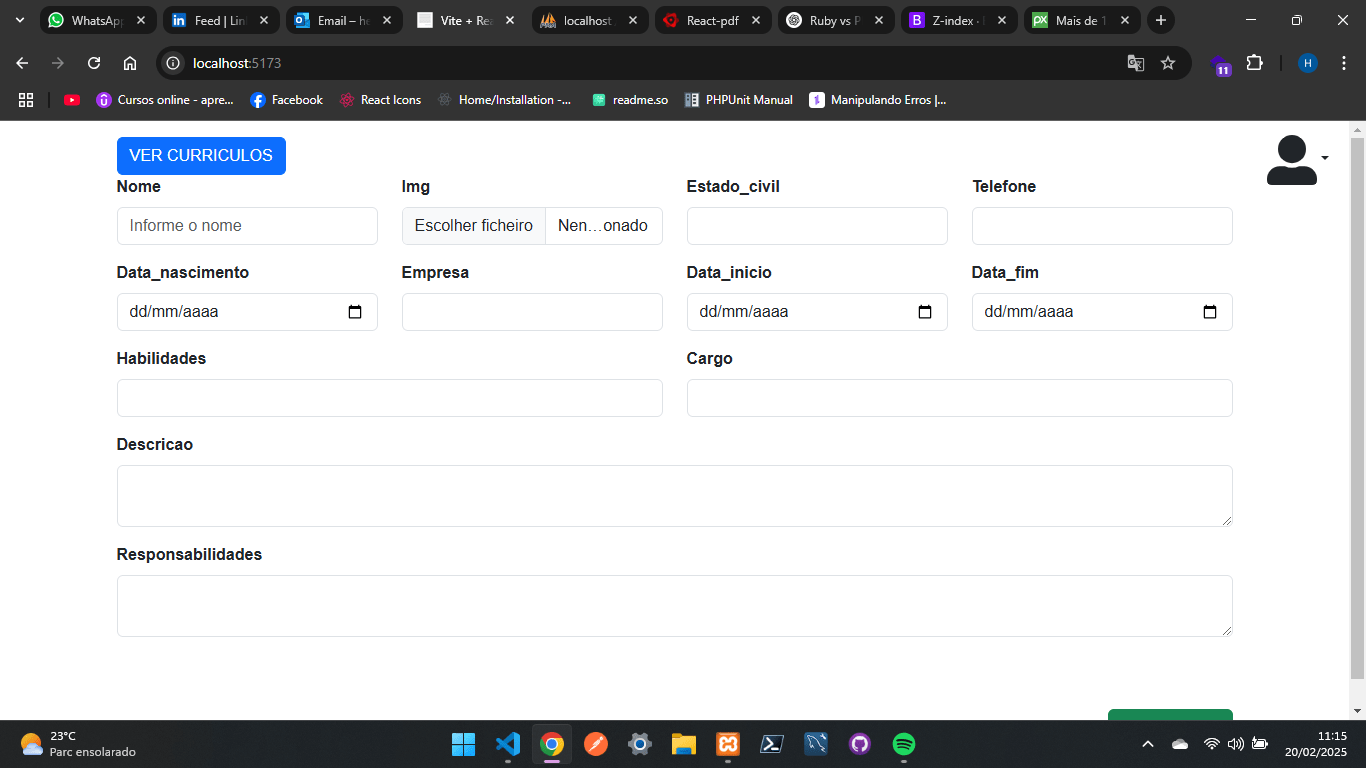 WhatsApp
Feed | Lin
Email – he
Vite + Rea
localhost
React-pdf
Ruby vs P
Z-index ·
Mais de 1
localhost:5173
11
H
Cursos online - apre...
Facebook
React Icons
Home/Installation -...
readme.so
PHPUnit Manual
Manipulando Erros |...
VER CURRICULOS
Nome
Img
Estado_civil
Telefone
Informe o nome
Escolher ficheiro
Nen…onado
Data_nascimento
Empresa
Data_inicio
Data_fim
dd/mm/aaaa
dd/mm/aaaa
dd/mm/aaaa
Habilidades
Cargo
Descricao
Responsabilidades
23°C
Parc ensolarado
11:15
20/02/2025